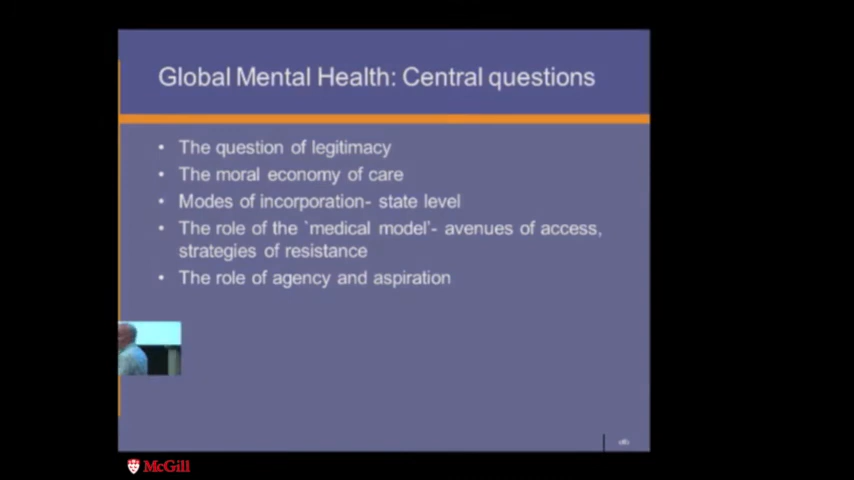 Global Mental Health: Central questions
• The question of legitimacy
• The moral economy of care
• Modes of incorporation- state level
• The role of the `medical model'- avenues of access,
strategies of resistance
• The role of agency and aspiration
McGill